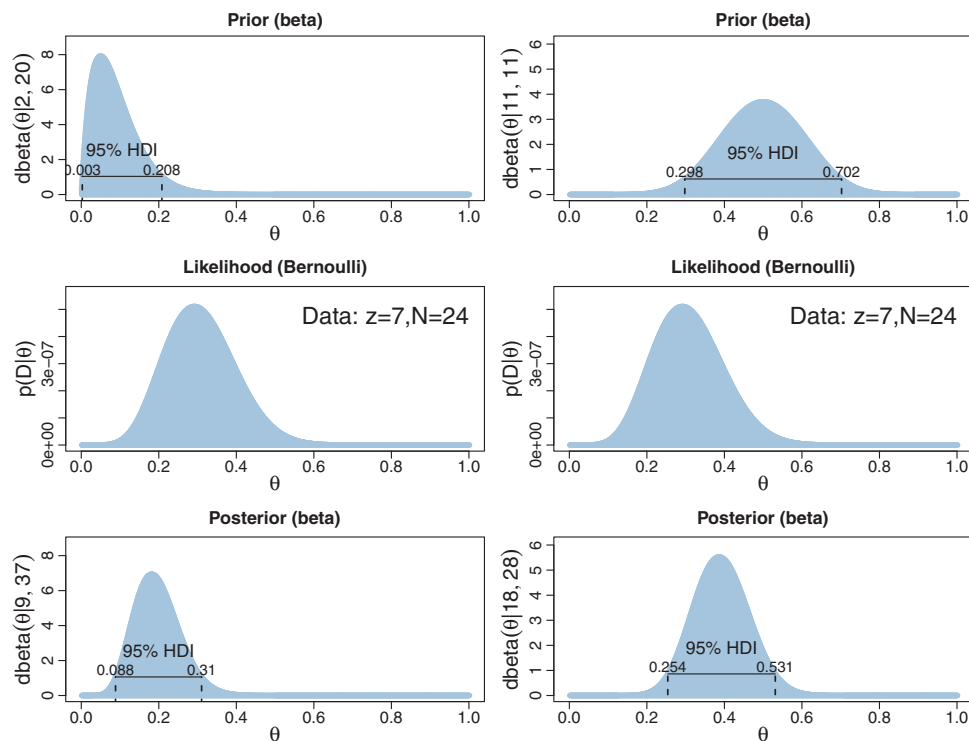 Prior (beta)
dbeta(θ|2, 20)
0 2 4 6 8
95% HDI
0.003 0.208
0.0 0.2 0.4 0.6 0.8 1.0
θ
Prior (beta)
dbeta(θ|11, 11)
0 1 2 3 4 5 6
95% HDI
0.298 0.702
0.0 0.2 0.4 0.6 0.8 1.0
θ
Likelihood (Bernoulli)
p(D|θ)
0e+00 3e-07
Data: z=7,N=24
0.0 0.2 0.4 0.6 0.8 1.0
θ
Likelihood (Bernoulli)
p(D|θ)
0e+00 3e-07
Data: z=7,N=24
0.0 0.2 0.4 0.6 0.8 1.0
θ
Posterior (beta)
dbeta(θ|9, 37)
0 2 4 6 8
95% HDI
0.088 0.31
0.0 0.2 0.4 0.6 0.8 1.0
θ
Posterior (beta)
dbeta(θ|18, 28)
0 1 2 3 4 5 6
95% HDI
0.254 0.531
0.0 0.2 0.4 0.6 0.8 1.0
θ